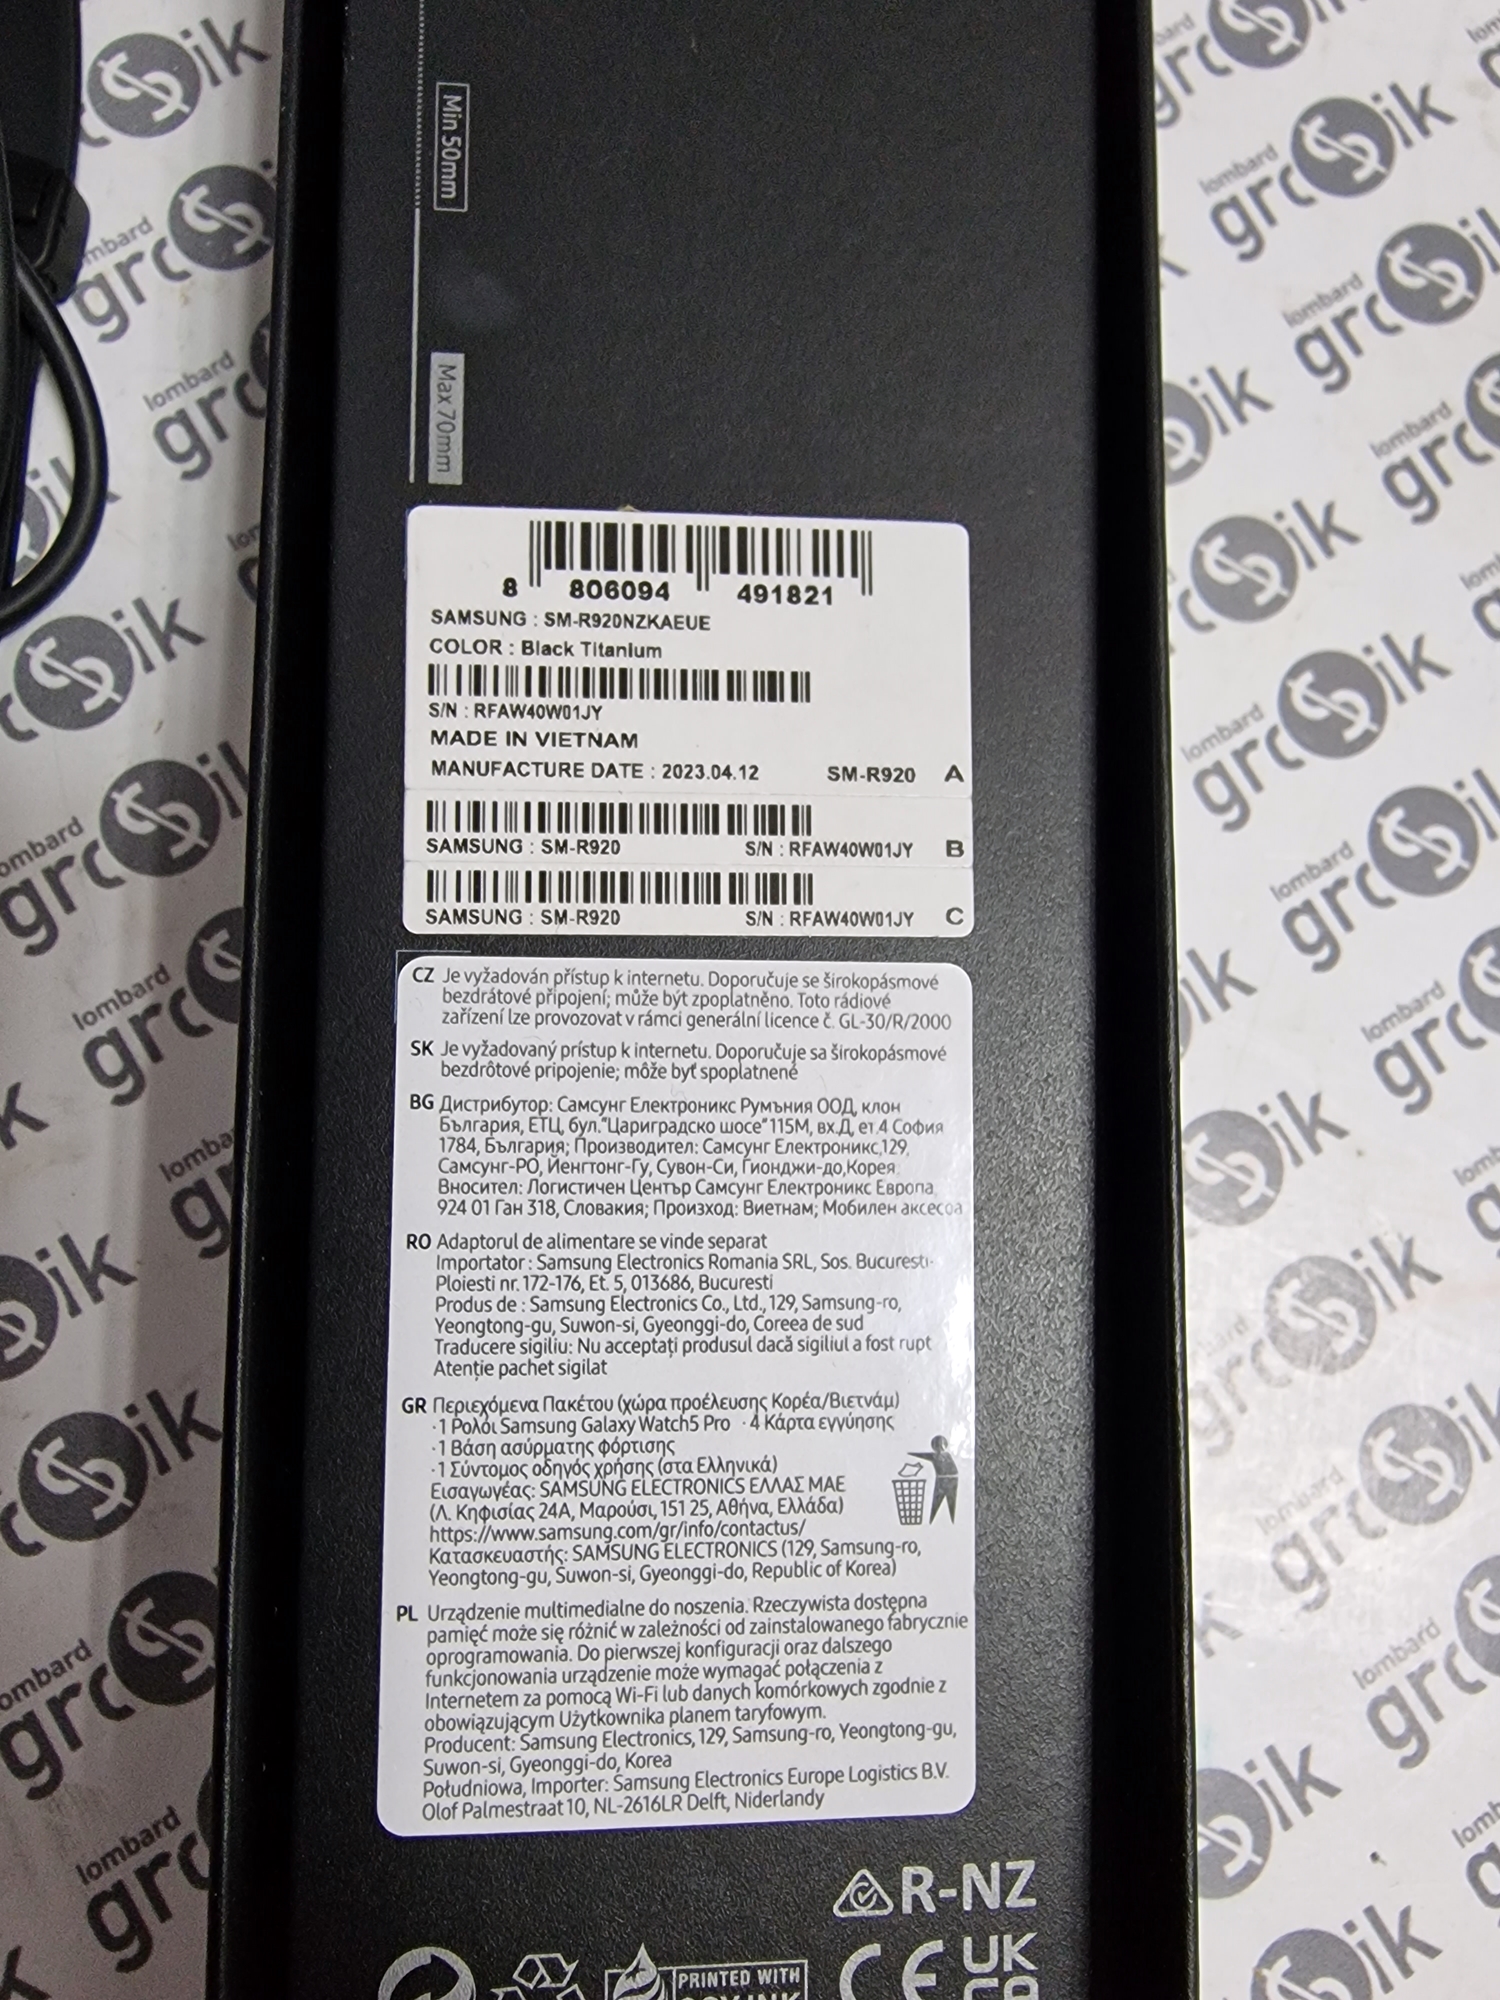 Min 50mm
Max 70mm
8 806094 491821
SAMSUNG : SM-R920NZKAEUE
COLOR : Black Titanium
S/N : RFAW40W01JY
MADE IN VIETNAM
MANUFACTURE DATE : 2023.04.12 SM-R920 A
SAMSUNG : SM-R920 S/N : RFAW40W01JY B
SAMSUNG : SM-R920 S/N : RFAW40W01JY C
CZ Je vyžadován přístup k internetu. Doporučuje se širokopásmové
bezdrátové připojení; může být zpoplatněno. Toto rádiové
zařízení lze provozovat v rámci generální licence č. GL-30/R/2000
SK Je vyžadovaný prístup k internetu. Doporučuje sa širokopásmové
bezdrôtové pripojenie; môže byť spoplatnené
BG Дистрибутор: Самсунг Електроникс Румъния ООД, клон
България, ЕТЦ, бул."Цариградско шосе" 115М, вх.Д, ет.4 София
1784, България; Производител: Самсунг Електроникс,129,
Самсунг-РО, Йенгтонг-Гу, Сувон-Си, Гионджи-до,Корея
Вносител: Логистичен Център Самсунг Електроникс Европа,
924 01 Ган 318, Словакия; Произход: Виетнам; Мобилен аксесоа
RO Adaptorul de alimentare se vinde separat
Importator : Samsung Electronics Romania SRL, Sos. Bucuresti-
Ploiesti nr. 172-176, Et. 5, 013686, Bucuresti
Produs de : Samsung Electronics Co., Ltd., 129, Samsung-ro,
Yeongtong-gu, Suwon-si, Gyeonggi-do, Coreea de sud
Traducere sigiliu: Nu acceptați produsul dacă sigiliul a fost rupt
Atenție pachet sigilat
GR Περιεχόμενα Πακέτου (χώρα προέλευσης Κορέα/Βιετνάμ)
· 1 Ρολόι Samsung Galaxy Watch5 Pro · 4 Κάρτα εγγύησης
· 1 Βάση ασύρματης φόρτισης
· 1 Σύντομος οδηγός χρήσης (στα Ελληνικά)
Εισαγωγέας: SAMSUNG ELECTRONICS ΕΛΛΑΣ ΜΑΕ
(Λ. Κηφισίας 24Α, Μαρούσι, 151 25, Αθήνα, Ελλάδα)
https://www.samsung.com/gr/info/contactus/
Κατασκευαστής: SAMSUNG ELECTRONICS (129, Samsung-ro,
Yeongtong-gu, Suwon-si, Gyeonggi-do, Republic of Korea)
PL Urządzenie multimedialne do noszenia. Rzeczywista dostępna
pamięć może się różnić w zależności od zainstalowanego fabrycznie
oprogramowania. Do pierwszej konfiguracji oraz dalszego
funkcjonowania urządzenie może wymagać połączenia z
Internetem za pomocą Wi-Fi lub danych komórkowych zgodnie z
obowiązującym Użytkownika planem taryfowym.
Producent: Samsung Electronics, 129, Samsung-ro, Yeongtong-gu,
Suwon-si, Gyeonggi-do, Korea
Południowa, Importer: Samsung Electronics Europe Logistics B.V.
Olof Palmestraat 10, NL-2616LR Delft, Niderlandy
R-NZ
PRINTED WITH
CE UK
lombard